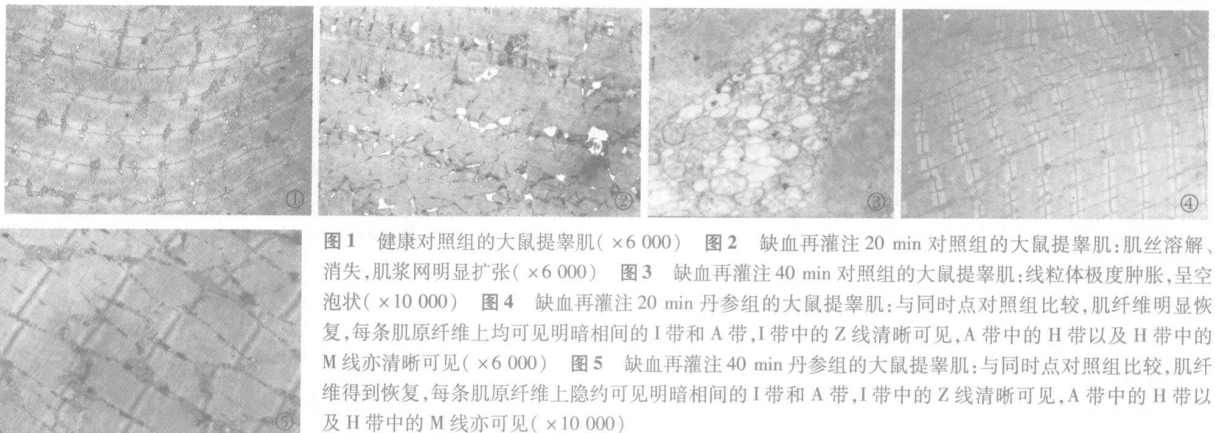 ①
②
③
④
⑤
图1 健康对照组的大鼠提睾肌(×6 000) 图2 缺血再灌注20 min 对照组的大鼠提睾肌:肌丝溶解、
消失,肌浆网明显扩张(×6 000) 图3 缺血再灌注40 min 对照组的大鼠提睾肌:线粒体极度肿胀,呈空
泡状(×10 000) 图4 缺血再灌注20 min 丹参组的大鼠提睾肌:与同时点对照组比较,肌纤维明显恢
复,每条肌原纤维上均可见明暗相间的I带和A带,I带中的Z线清晰可见,A带中的H带以及H带中的
M线亦清晰可见(×6 000) 图5 缺血再灌注40 min 丹参组的大鼠提睾肌:与同时点对照组比较,肌纤
维得到恢复,每条肌原纤维上隐约可见明暗相间的I带和A带,I带中的Z线清晰可见,A带中的H带以
及H带中的M线亦可见(×10 000)